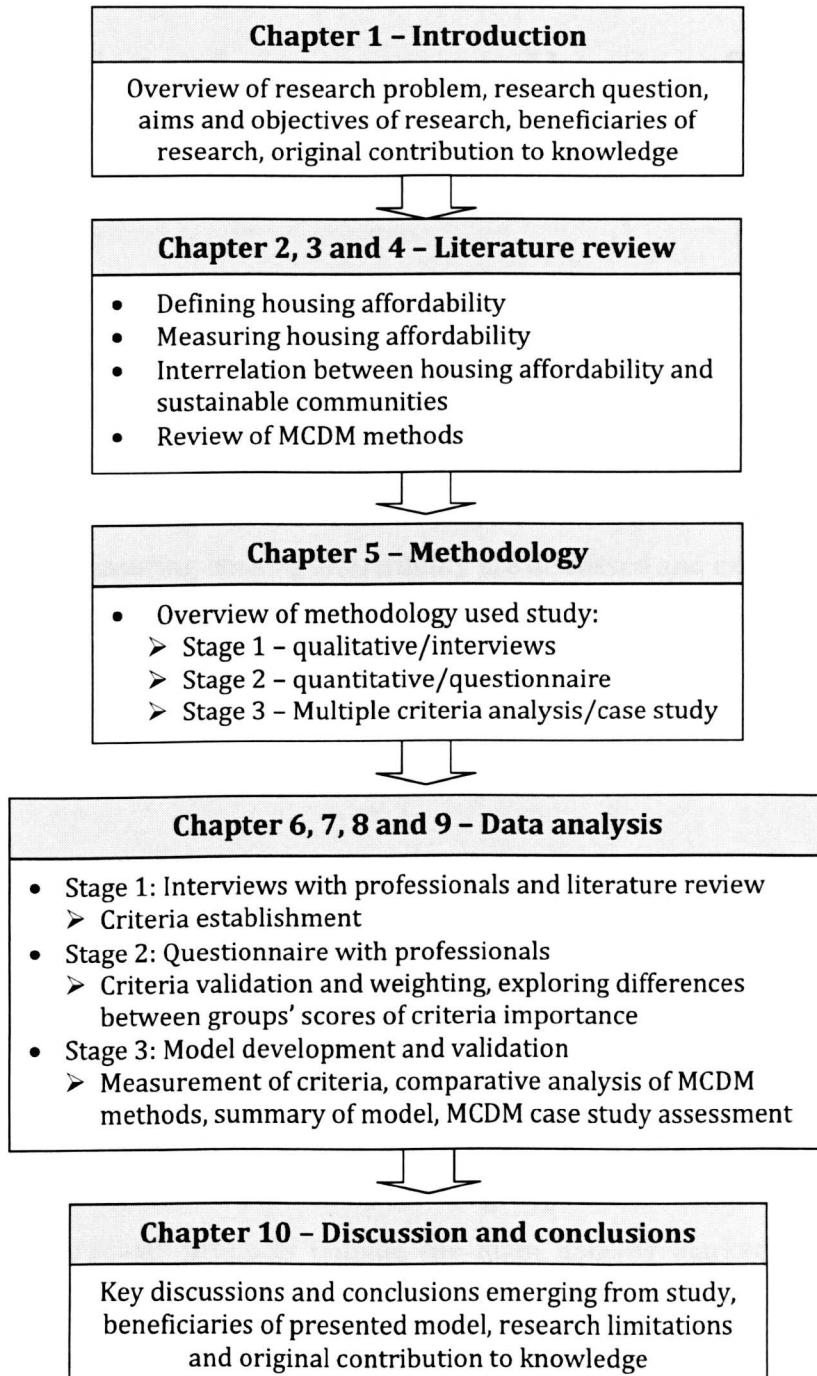 Chapter 1 – Introduction
Overview of research problem, research question,
aims and objectives of research, beneficiaries of
research, original contribution to knowledge
Chapter 2, 3 and 4 – Literature review
• Defining housing affordability
• Measuring housing affordability
• Interrelation between housing affordability and
sustainable communities
• Review of MCDM methods
Chapter 5 – Methodology
• Overview of methodology used study:
➢ Stage 1 – qualitative/interviews
➢ Stage 2 – quantitative/questionnaire
➢ Stage 3 – Multiple criteria analysis/case study
Chapter 6, 7, 8 and 9 – Data analysis
• Stage 1: Interviews with professionals and literature review
➢ Criteria establishment
• Stage 2: Questionnaire with professionals
➢ Criteria validation and weighting, exploring differences
between groups' scores of criteria importance
• Stage 3: Model development and validation
➢ Measurement of criteria, comparative analysis of MCDM
methods, summary of model, MCDM case study assessment
Chapter 10 – Discussion and conclusions
Key discussions and conclusions emerging from study,
beneficiaries of presented model, research limitations
and original contribution to knowledge